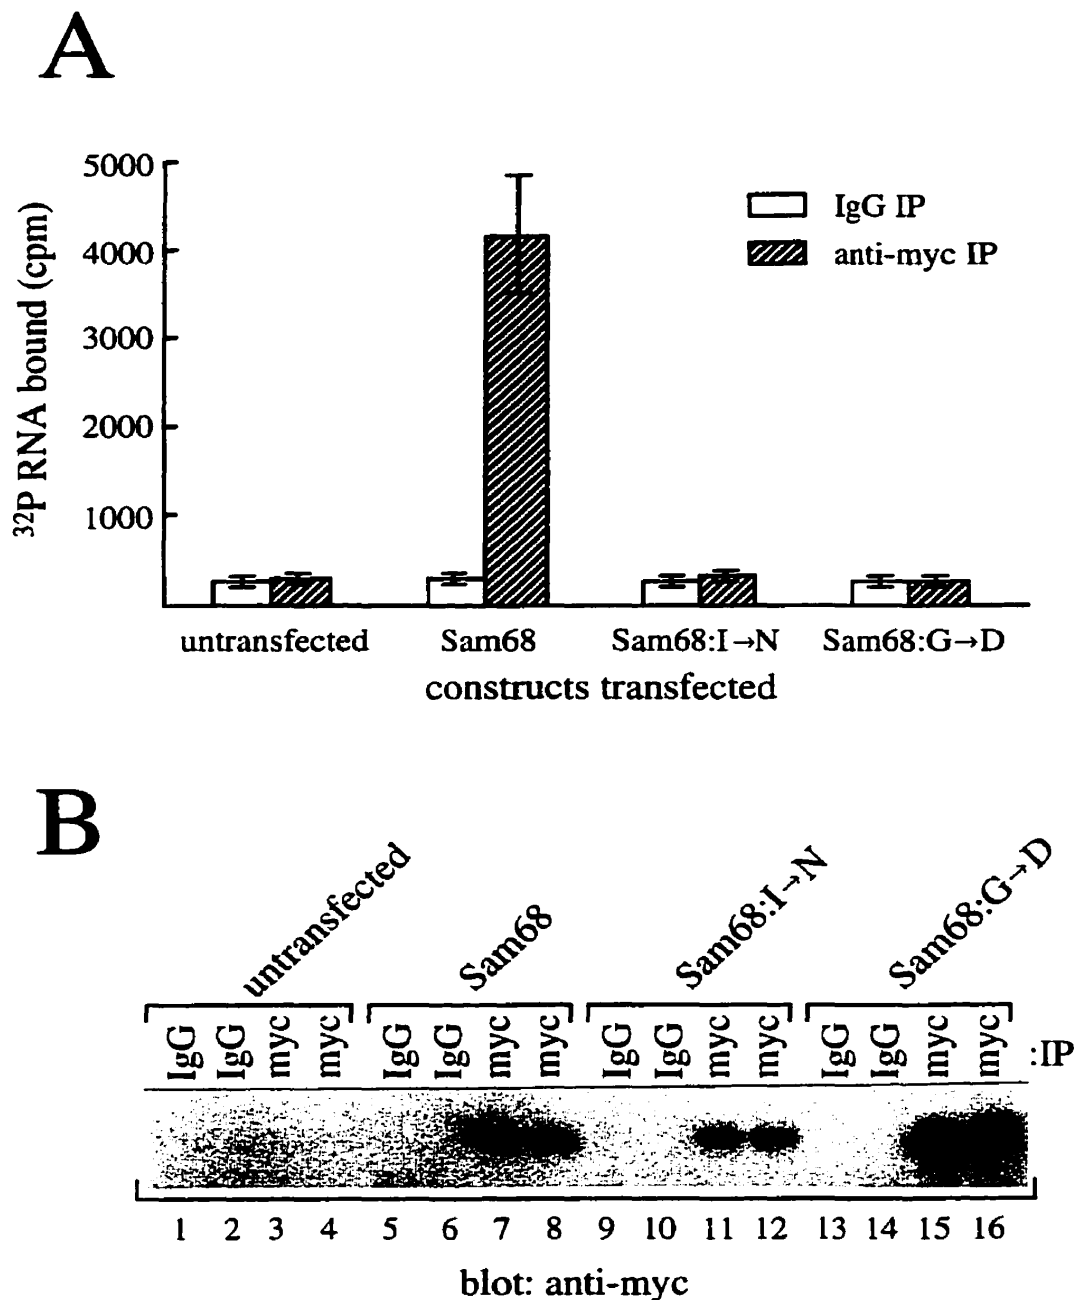 A
5000
4000
3000
2000
1000
³²P RNA bound (cpm)
IgG IP
anti-myc IP
untransfected Sam68 Sam68:I→N Sam68:G→D
constructs transfected
B
untransfected Sam68 Sam68:I→N Sam68:G→D
IgG IgG myc myc IgG IgG myc myc IgG IgG myc myc IgG IgG myc myc :IP
1 2 3 4 5 6 7 8 9 10 11 12 13 14 15 16
blot: anti-myc